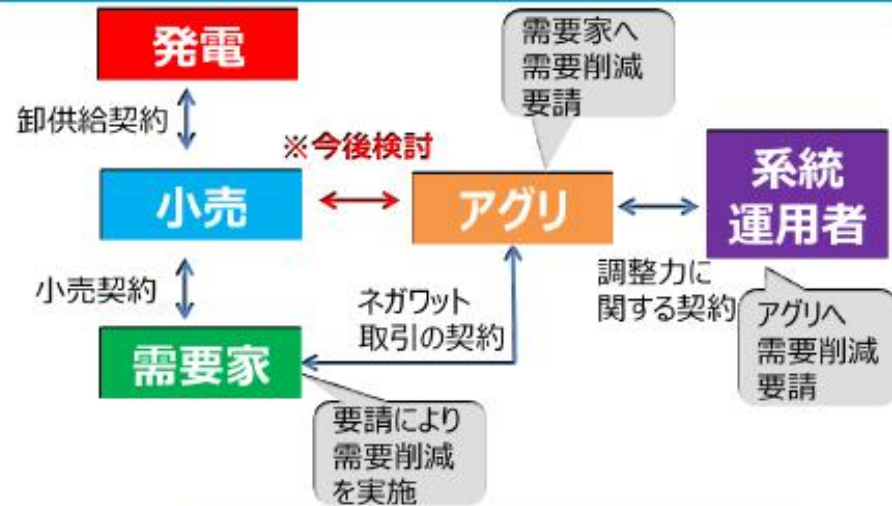 発電
需要家へ
需要削減
要請
卸供給契約
※今後検討
小売
アグリ
系統
運用者
小売契約
ネガワット
取引の契約
調整力に
関する契約
アグリへ
需要削減
要請
需要家
要請により
需要削減
を実施